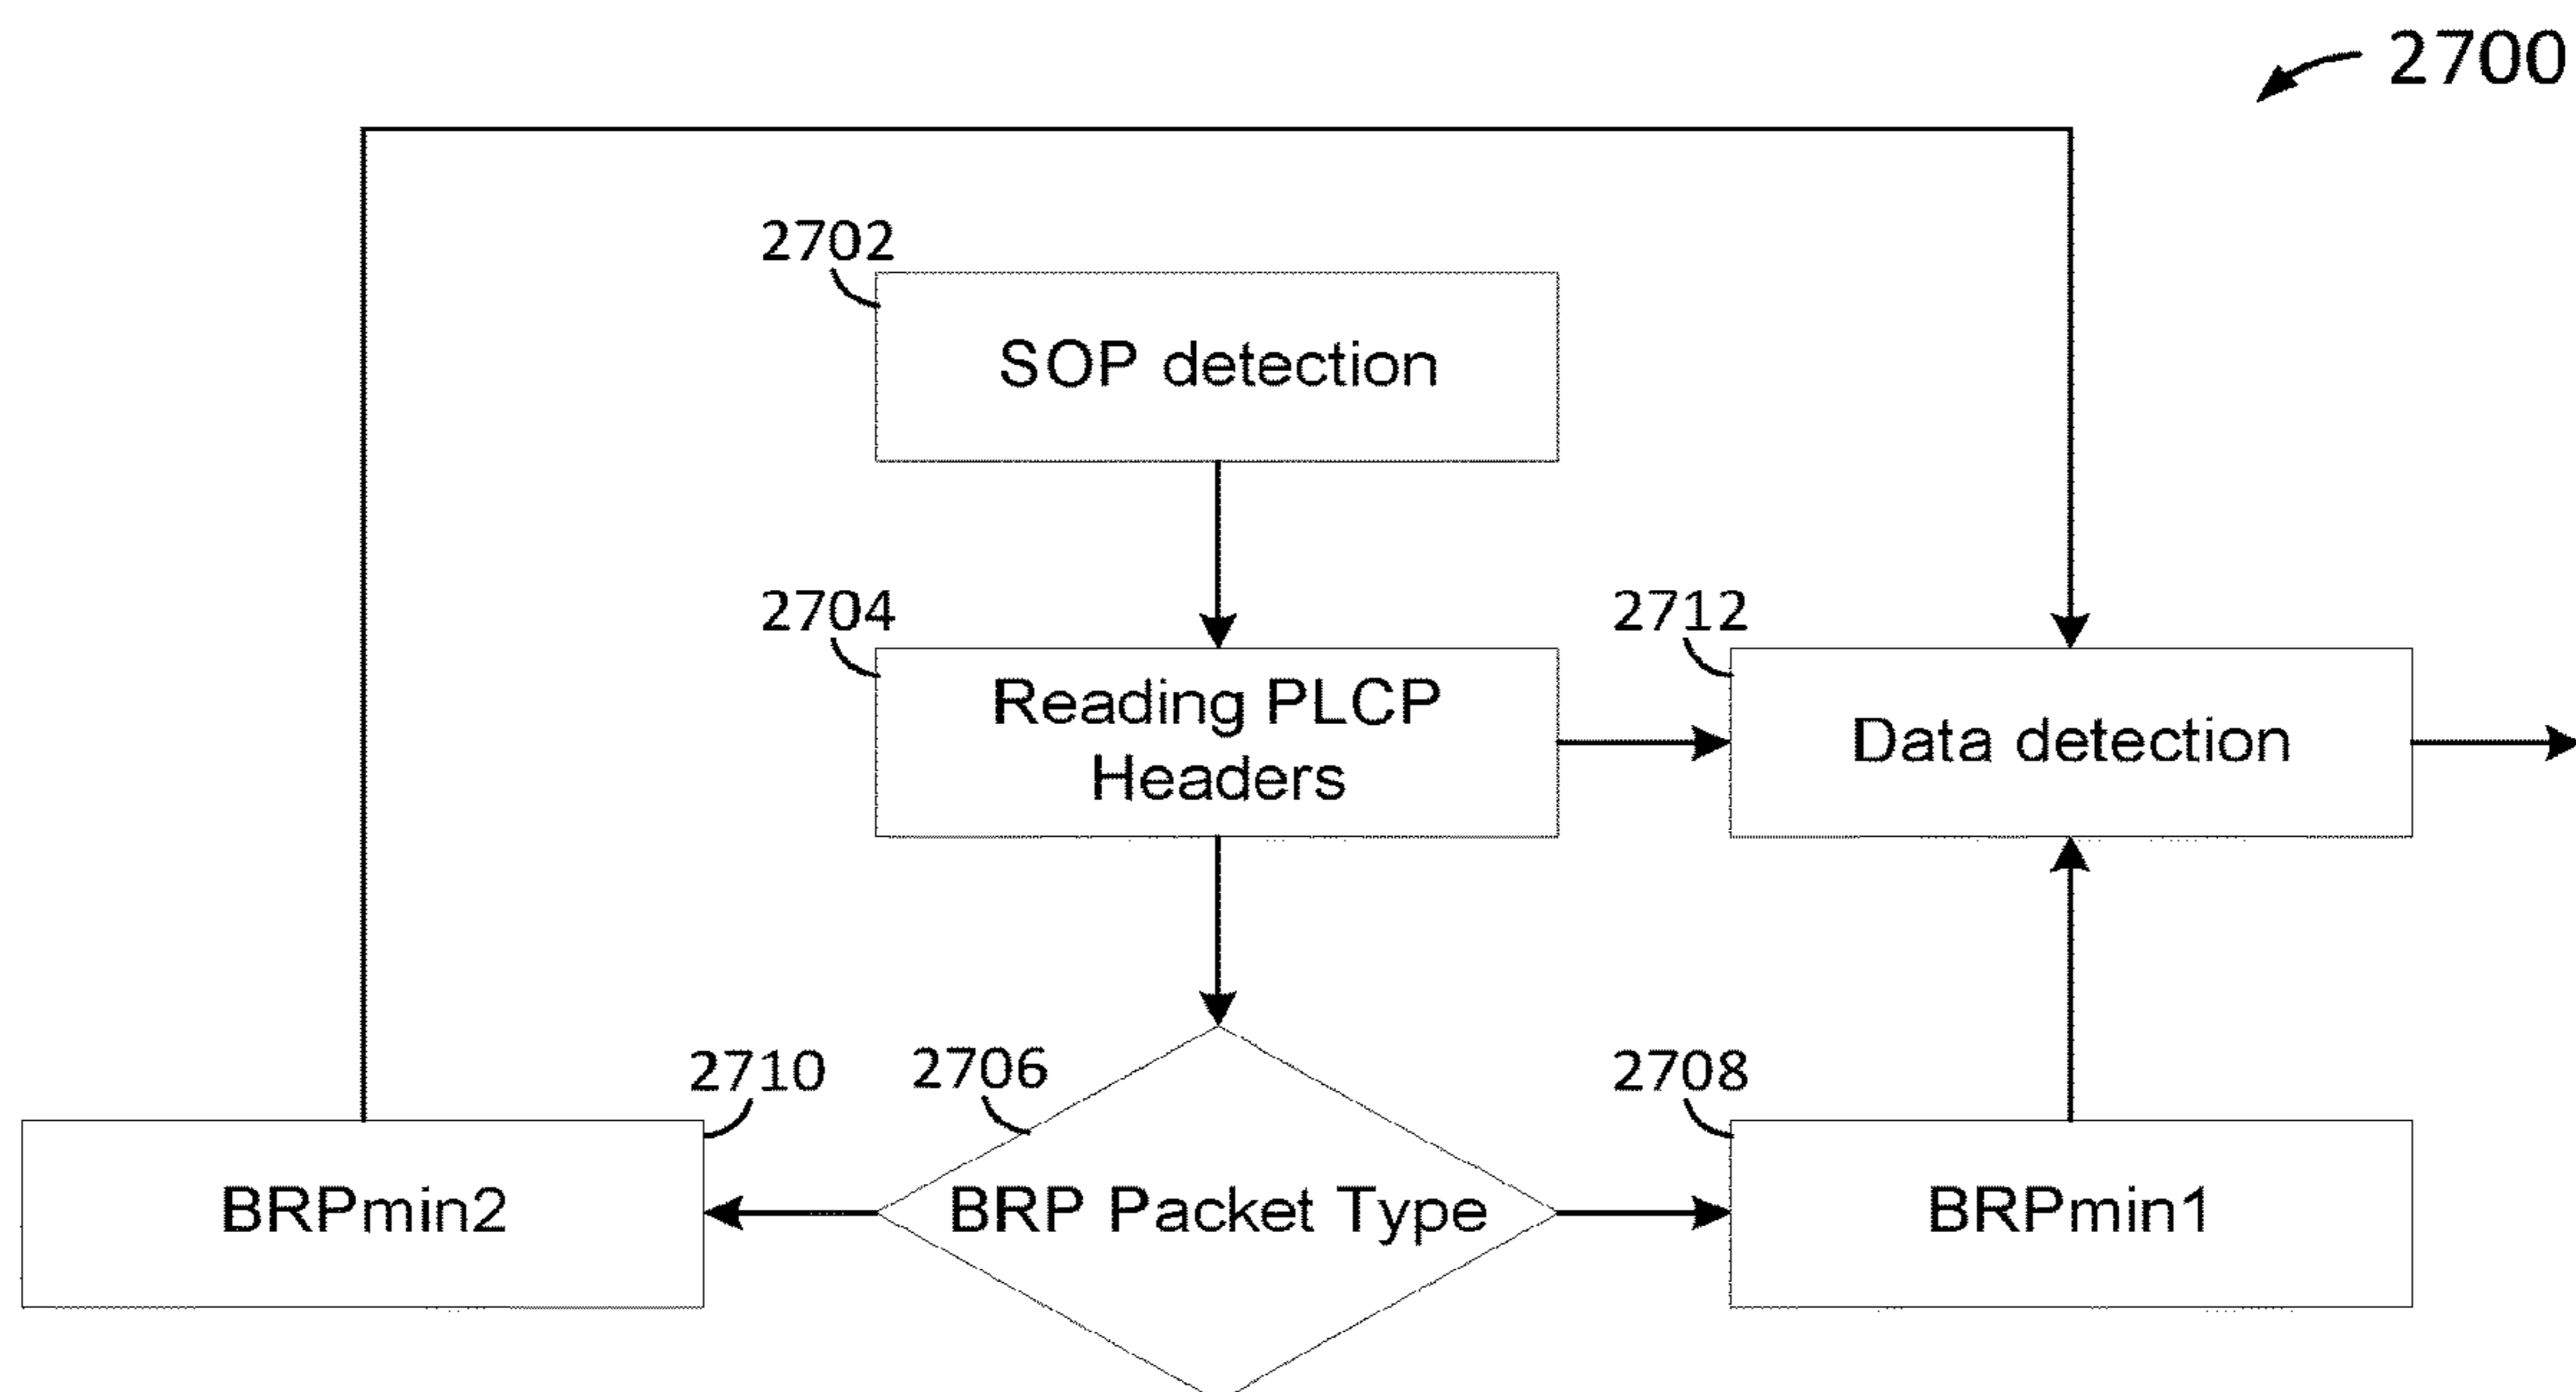 2700
2702
SOP detection
2704
Reading PLCP
Headers
2712
Data detection
2710
BRPmin2
2706
BRP Packet Type
2708
BRPmin1